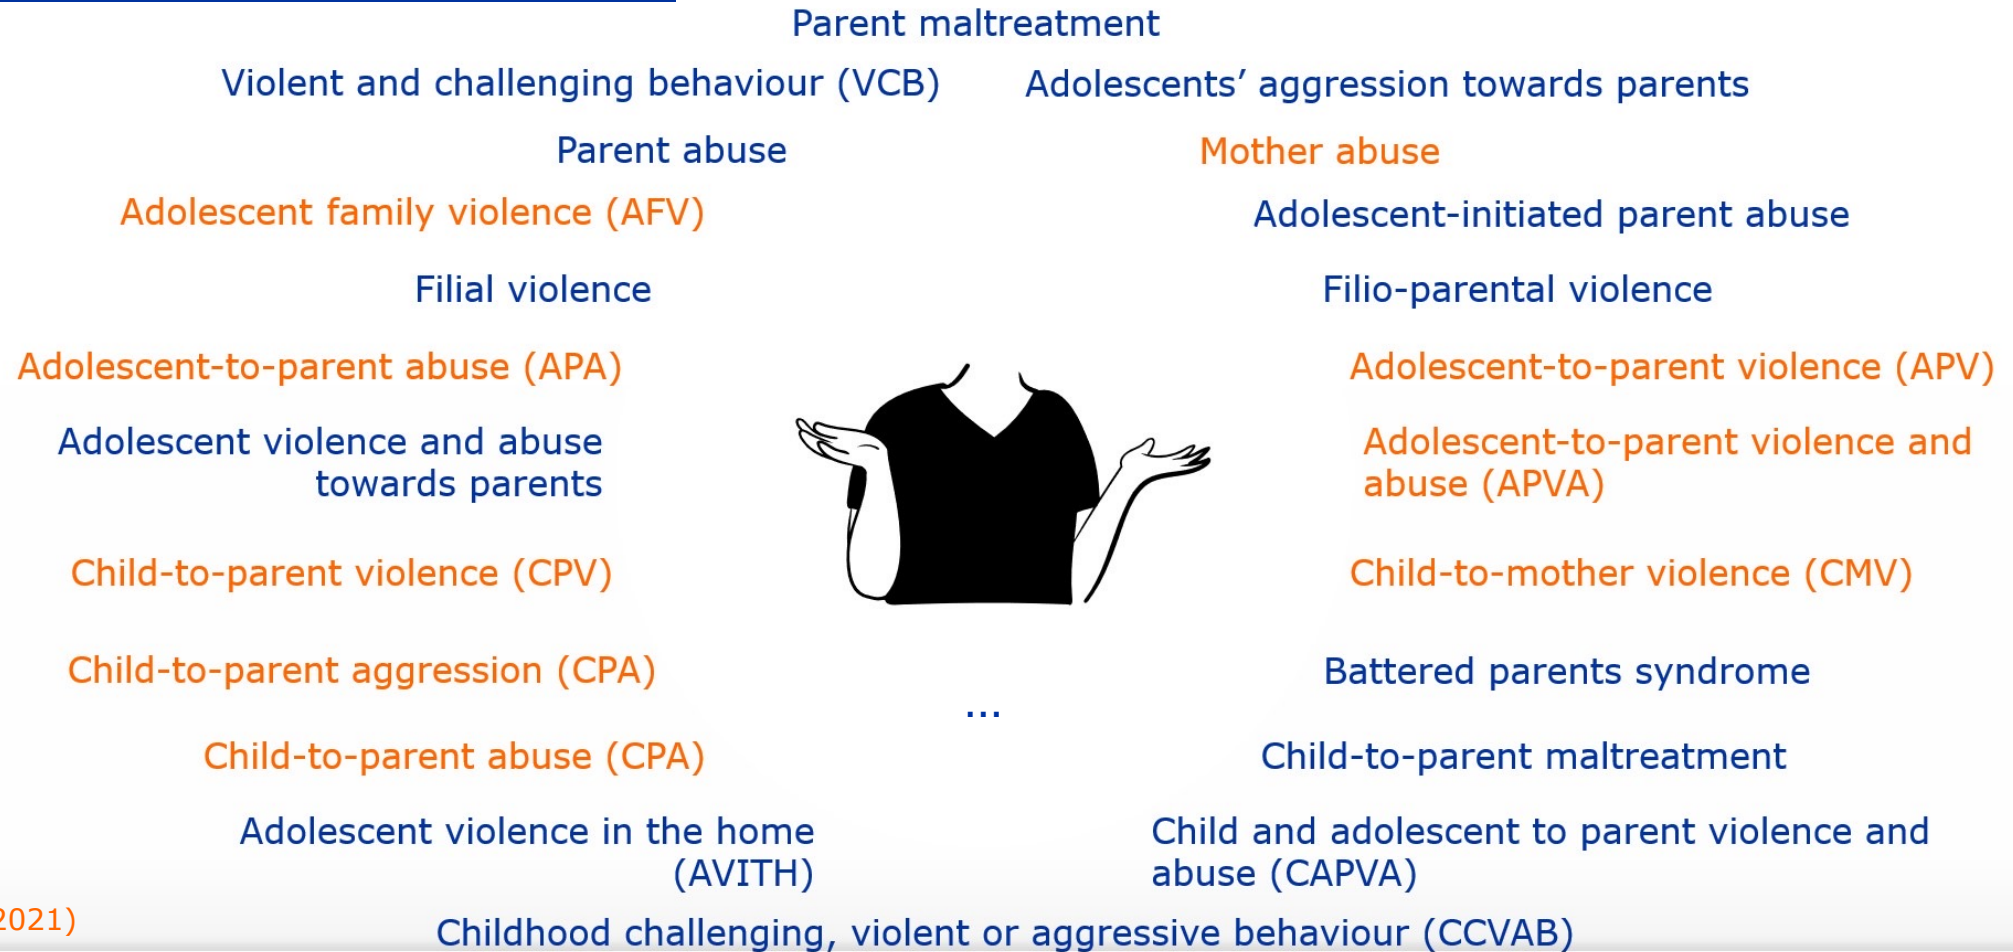 Parent maltreatment
Violent and challenging behaviour (VCB)
Adolescents’ aggression towards parents
Parent abuse
Mother abuse
Adolescent family violence (AFV)
Adolescent-initiated parent abuse
Filial violence
Filio-parental violence
Adolescent-to-parent abuse (APA)
Adolescent-to-parent violence (APV)
Adolescent violence and abuse
towards parents
Adolescent-to-parent violence and
abuse (APVA)
Child-to-parent violence (CPV)
Child-to-mother violence (CMV)
Child-to-parent aggression (CPA)
Battered parents syndrome
...
Child-to-parent abuse (CPA)
Child-to-parent maltreatment
Adolescent violence in the home
(AVITH)
Child and adolescent to parent violence and
abuse (CAPVA)
2021)
Childhood challenging, violent or aggressive behaviour (CCVAB)